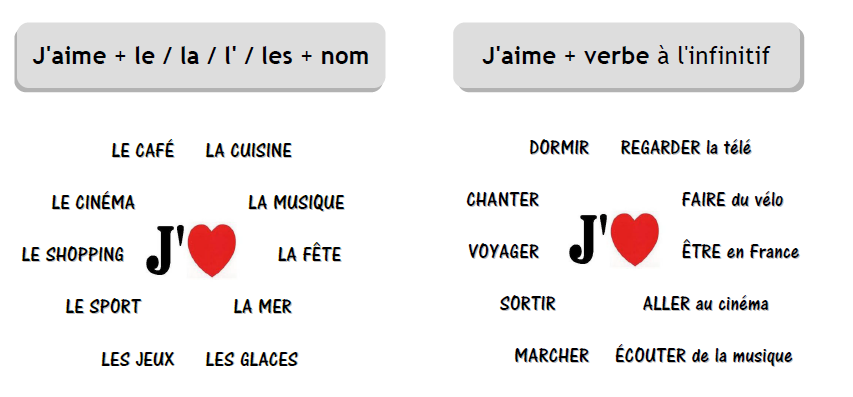 J'aime + le / la / l' / les + nom
LE CAFÉ LA CUISINE
LE CINÉMA LA MUSIQUE
LE SHOPPING J' LA FÊTE
LE SPORT LA MER
LES JEUX LES GLACES
J'aime + verbe à l'infinitif
DORMIR REGARDER la télé
CHANTER FAIRE du vélo
VOYAGER J' ÊTRE en France
SORTIR ALLER au cinéma
MARCHER ÉCOUTER de la musique